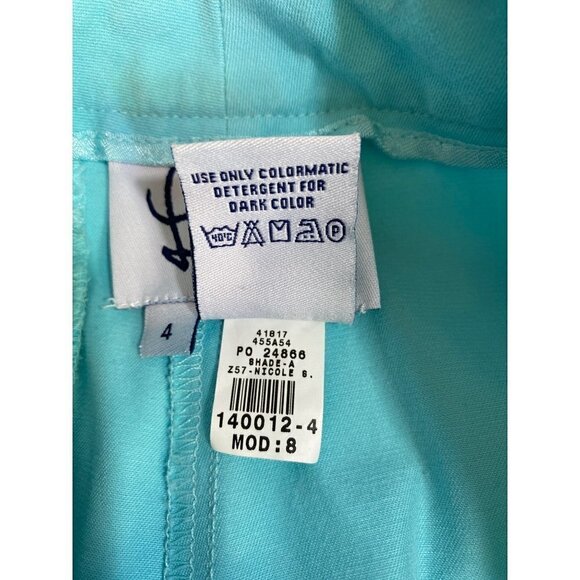 USE ONLY COLORMATIC
DETERGENT FOR
DARK COLOR
40°C
P
4
41817
455A54
PO 24866
SHADE-A
Z57-NICOLE S.
140012-4
MOD:8